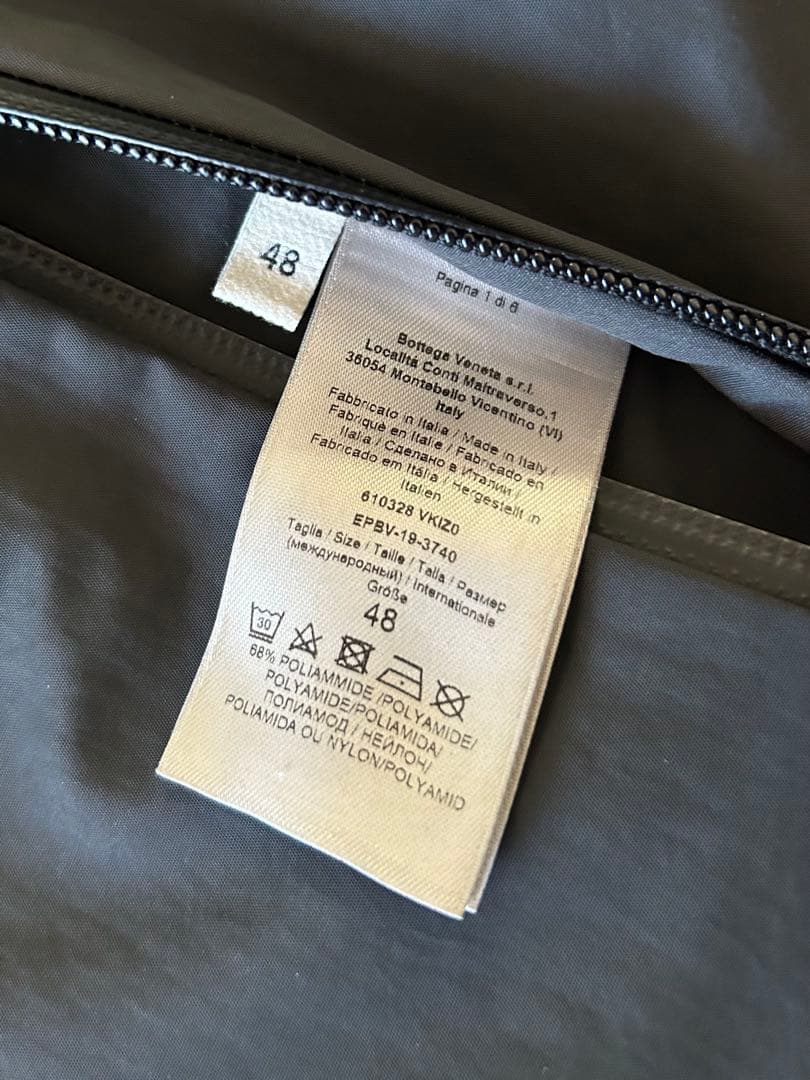 48
Pagina 1 di 6
Bottega Veneta s.r.l.
Località Conti Maltraverso,1
36054 Montebello Vicentino (VI)
Italy
Fabbricato in Italia / Made in Italy /
Fabriqué en Italie / Fabricado en
Italia / Сделано в Италии /
Fabricado em Itália / Hergestellt in
Italien
610328 VKIZ0
EPBV-19-3740
Taglia / Size / Taille / Talla / Размер
(международный) / Internationale
Größe
48
30
68% POLIAMMIDE /POLYAMIDE/
POLYAMIDE/POLIAMIDA/
ПОЛИАМОД / НЕЙЛОН/
POLIAMIDA OU NYLON/POLYAMID